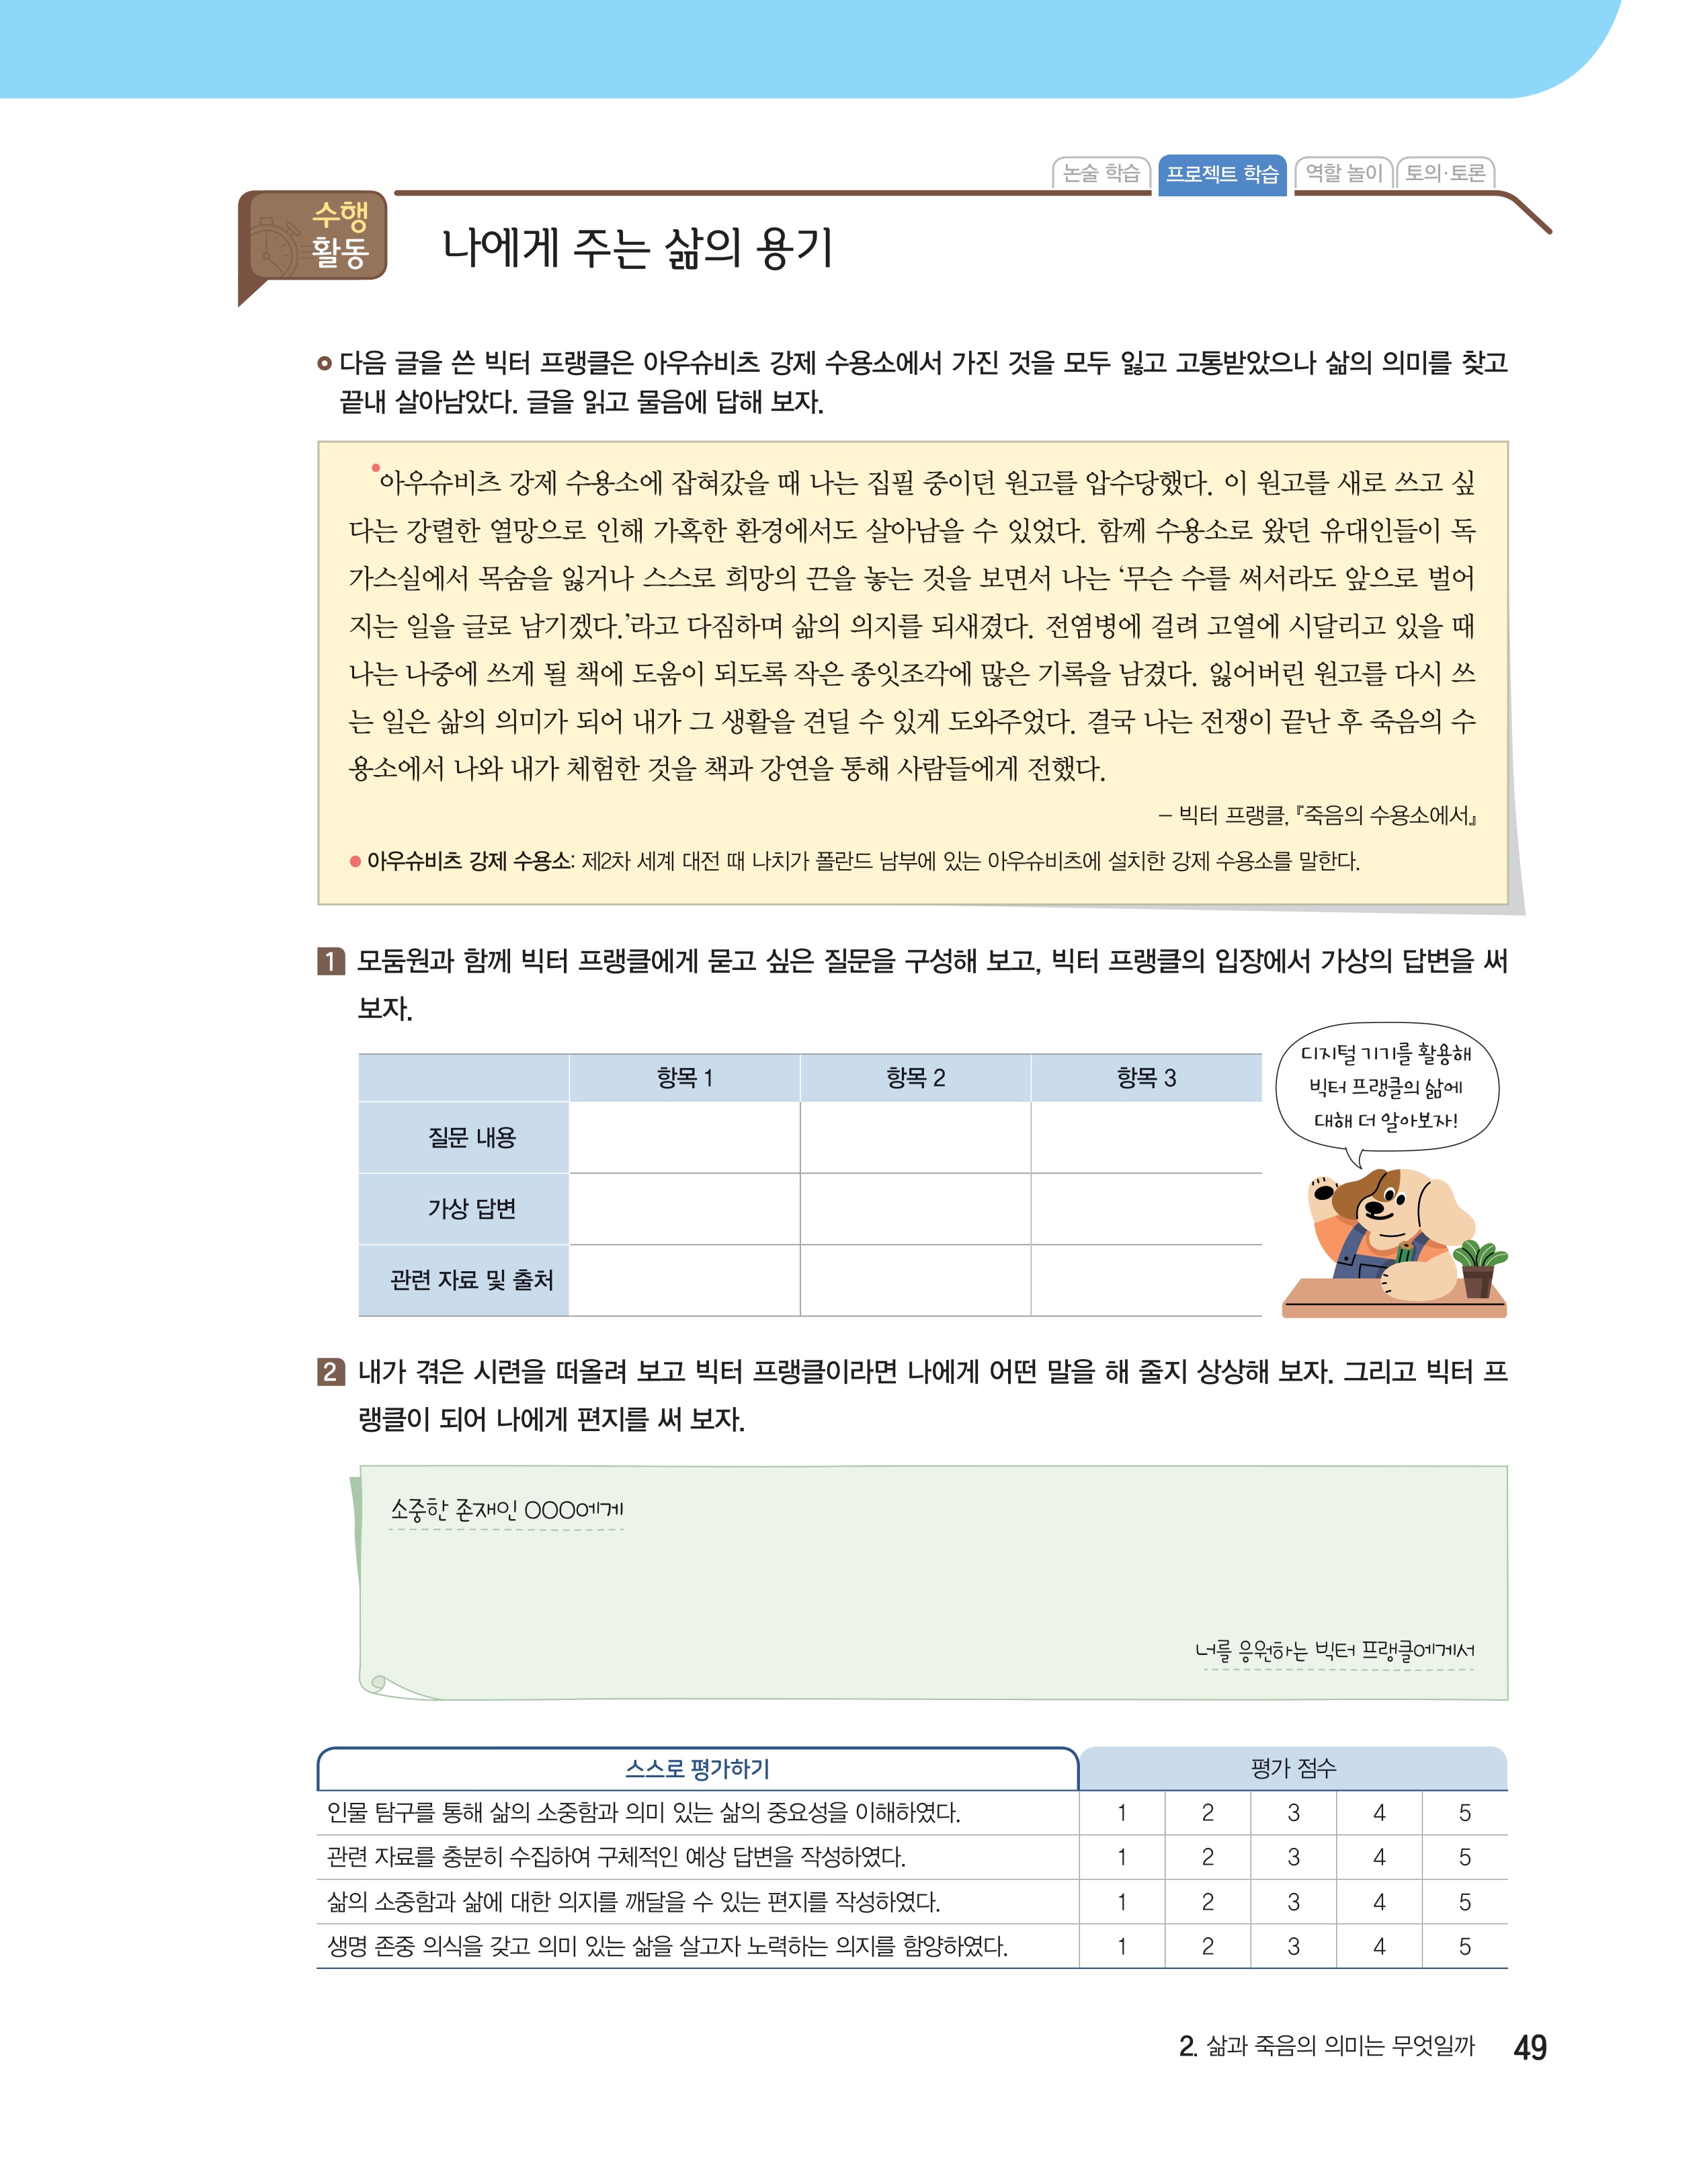 논술 학습 프로젝트 학습 역할 놀이 토의·토론
수행
활동
나에게 주는 삶의 용기
다음 글을 쓴 빅터 프랭클은 아우슈비츠 강제 수용소에서 가진 것을 모두 잃고 고통받았으나 삶의 의미를 찾고
끝내 살아남았다. 글을 읽고 물음에 답해 보자.
아우슈비츠 강제 수용소에 잡혀갔을 때 나는 집필 중이던 원고를 압수당했다. 이 원고를 새로 쓰고 싶
다는 강렬한 열망으로 인해 가혹한 환경에서도 살아남을 수 있었다. 함께 수용소로 왔던 유대인들이 독
가스실에서 목숨을 잃거나 스스로 희망의 끈을 놓는 것을 보면서 나는 ‘무슨 수를 써서라도 앞으로 벌어
지는 일을 글로 남기겠다.’라고 다짐하며 삶의 의지를 되새겼다. 전염병에 걸려 고열에 시달리고 있을 때
나는 나중에 쓰게 될 책에 도움이 되도록 작은 종잇조각에 많은 기록을 남겼다. 잃어버린 원고를 다시 쓰
는 일은 삶의 의미가 되어 내가 그 생활을 견딜 수 있게 도와주었다. 결국 나는 전쟁이 끝난 후 죽음의 수
용소에서 나와 내가 체험한 것을 책과 강연을 통해 사람들에게 전했다.
– 빅터 프랭클, 『죽음의 수용소에서』
● 아우슈비츠 강제 수용소: 제2차 세계 대전 때 나치가 폴란드 남부에 있는 아우슈비츠에 설치한 강제 수용소를 말한다.
1 모둠원과 함께 빅터 프랭클에게 묻고 싶은 질문을 구성해 보고, 빅터 프랭클의 입장에서 가상의 답변을 써
보자.
항목 1 항목 2 항목 3
질문 내용
가상 답변
관련 자료 및 출처
디지털 기기를 활용해
빅터 프랭클의 삶에
대해 더 알아보자!
2 내가 겪은 시련을 떠올려 보고 빅터 프랭클이라면 나에게 어떤 말을 해 줄지 상상해 보자. 그리고 빅터 프
랭클이 되어 나에게 편지를 써 보자.
소중한 존재인 ○○○에게
너를 응원하는 빅터 프랭클에게서
스스로 평가하기 평가 점수
인물 탐구를 통해 삶의 소중함과 의미 있는 삶의 중요성을 이해하였다. 1 2 3 4 5
관련 자료를 충분히 수집하여 구체적인 예상 답변을 작성하였다. 1 2 3 4 5
삶의 소중함과 삶에 대한 의지를 깨달을 수 있는 편지를 작성하였다. 1 2 3 4 5
생명 존중 의식을 갖고 의미 있는 삶을 살고자 노력하는 의지를 함양하였다. 1 2 3 4 5
2. 삶과 죽음의 의미는 무엇일까 49